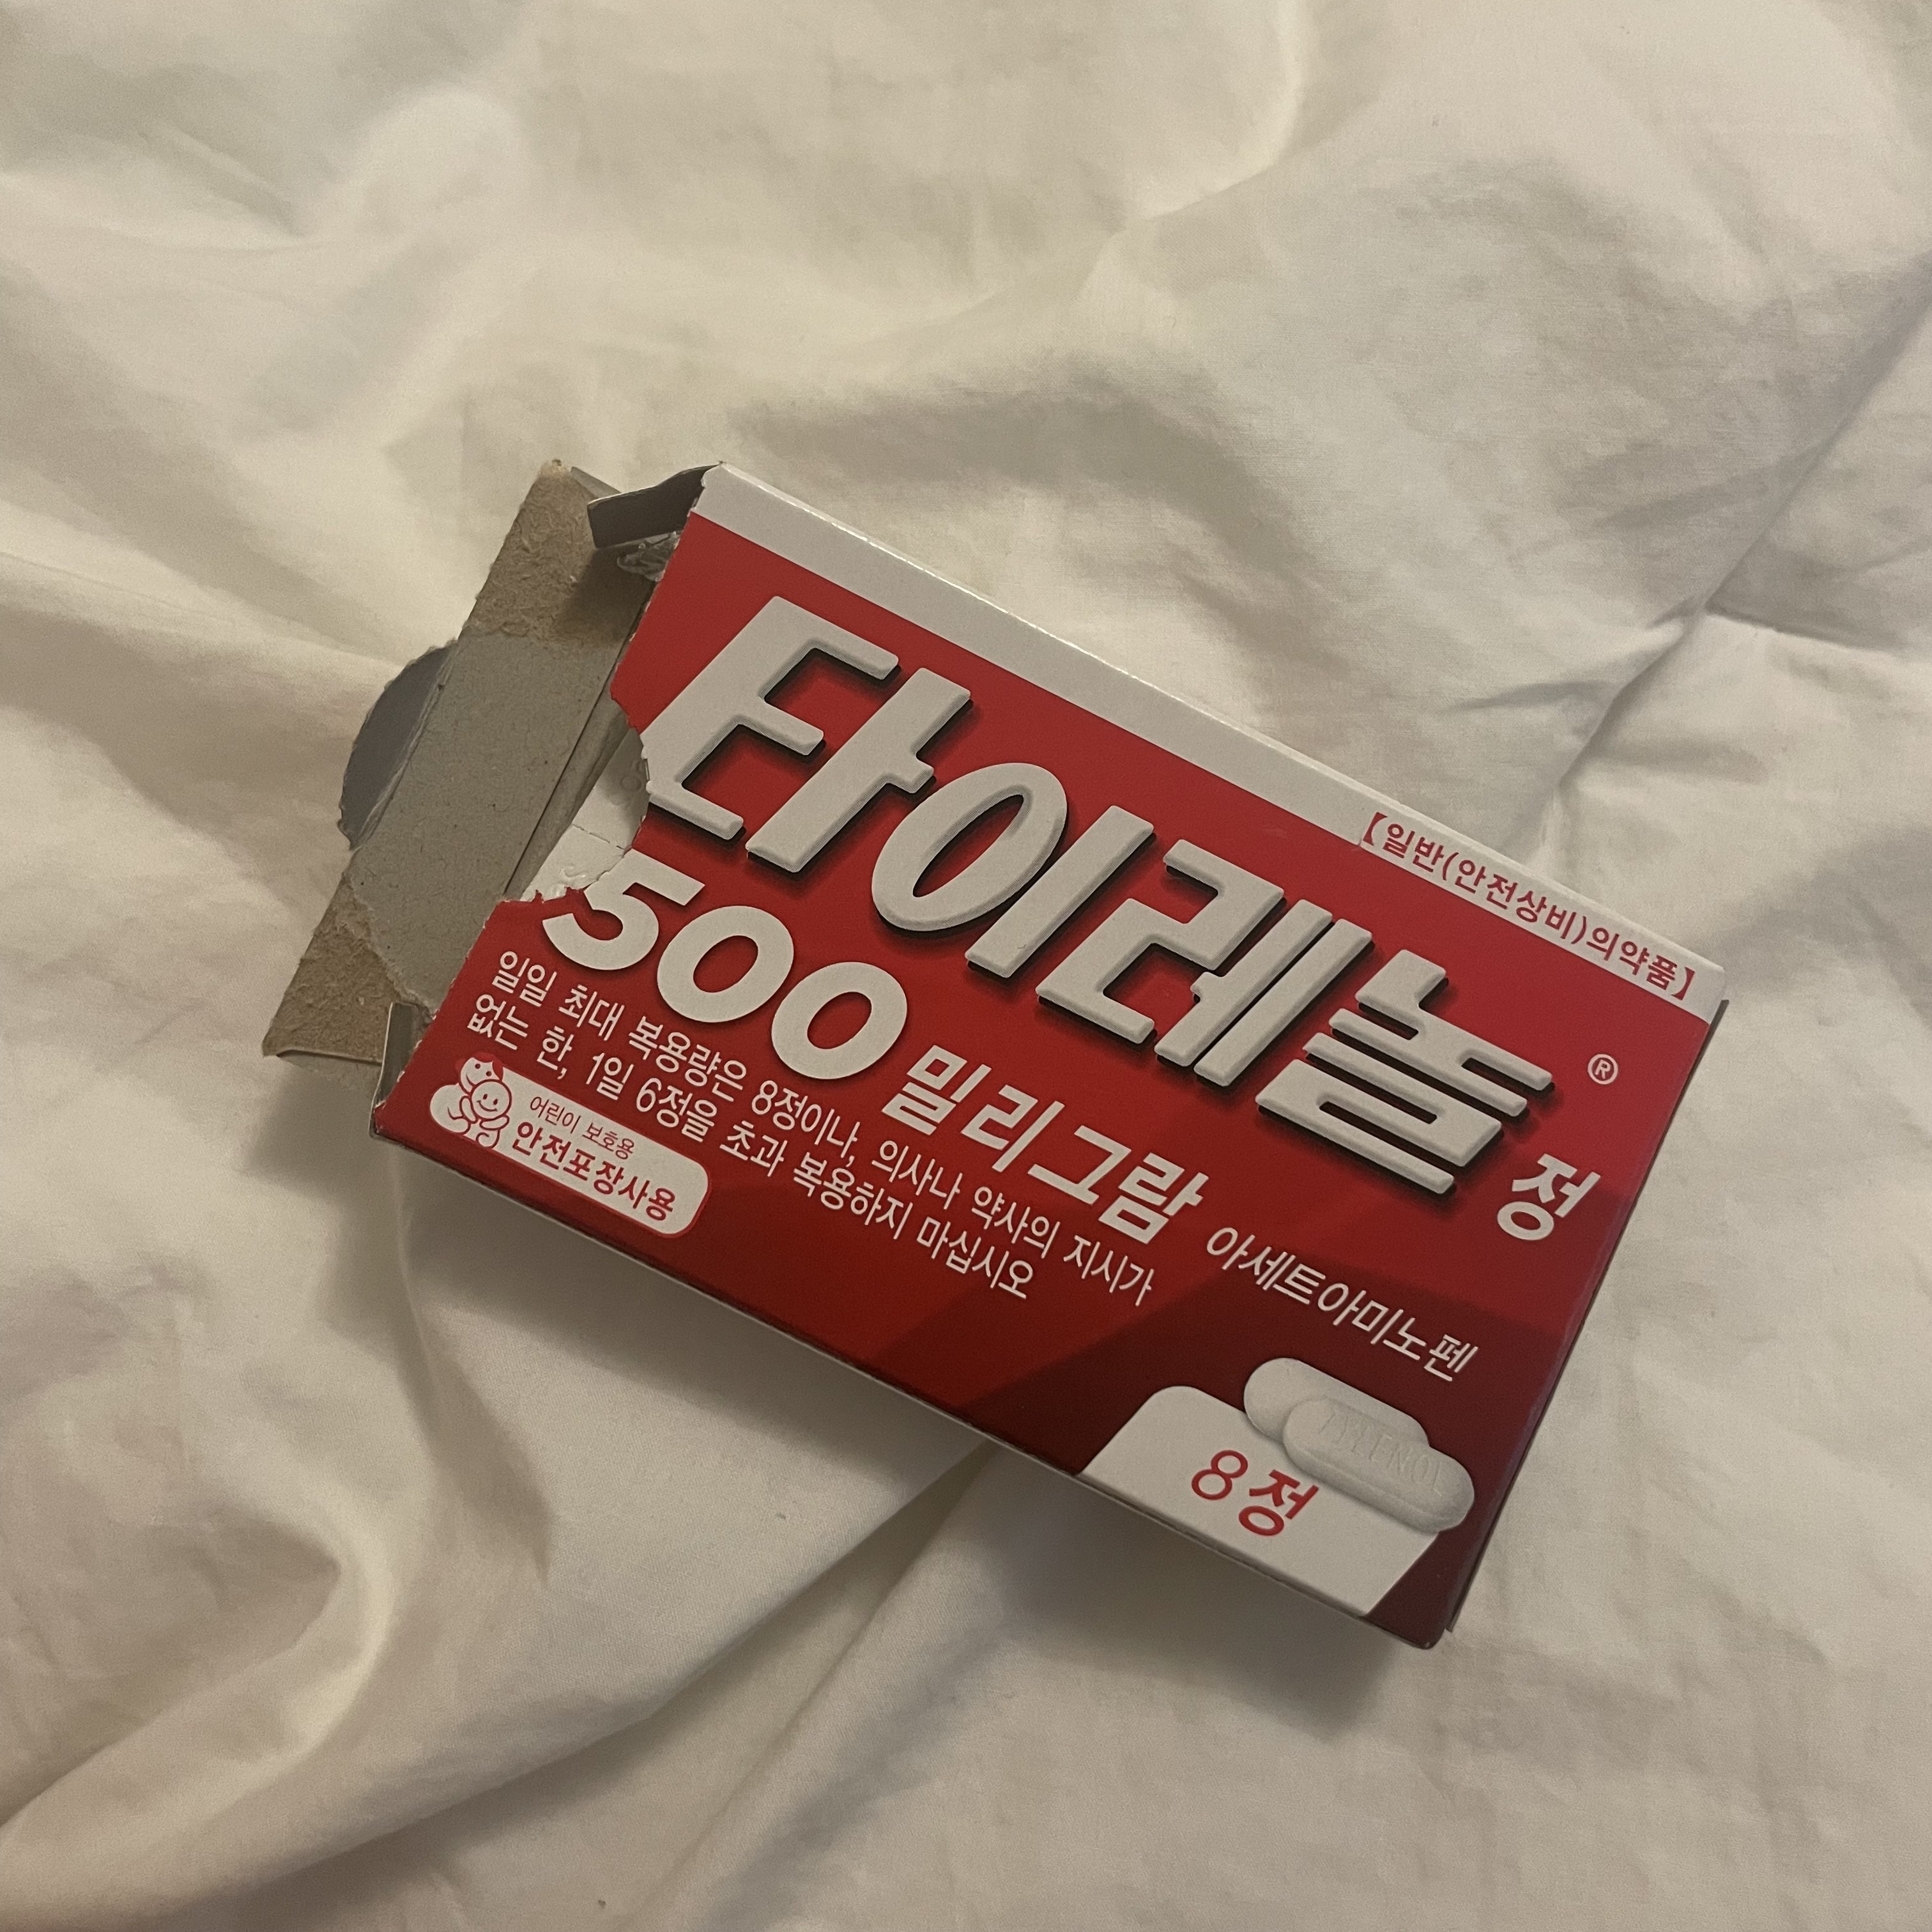 【일반(안전상비)의약품】
타이레놀®정
500밀리그람 아세트아미노펜
일일 최대 복용량은 8정이나, 의사나 약사의 지시가
없는 한, 1일 6정을 초과 복용하지 마십시오
어린이 보호용
안전포장사용
TYLENOL
8정